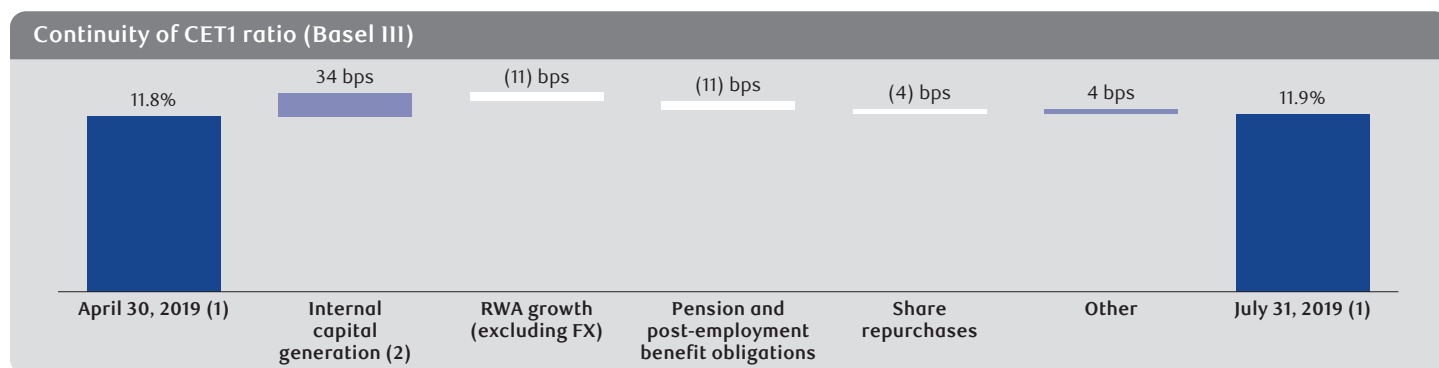 Continuity of CET1 ratio (Basel III)
11.8%
34 bps
(11) bps
(11) bps
(4) bps
4 bps
11.9%
April 30, 2019 (1)
Internal
capital
generation (2)
RWA growth
(excluding FX)
Pension and
post-employment
benefit obligations
Share
repurchases
Other
July 31, 2019 (1)